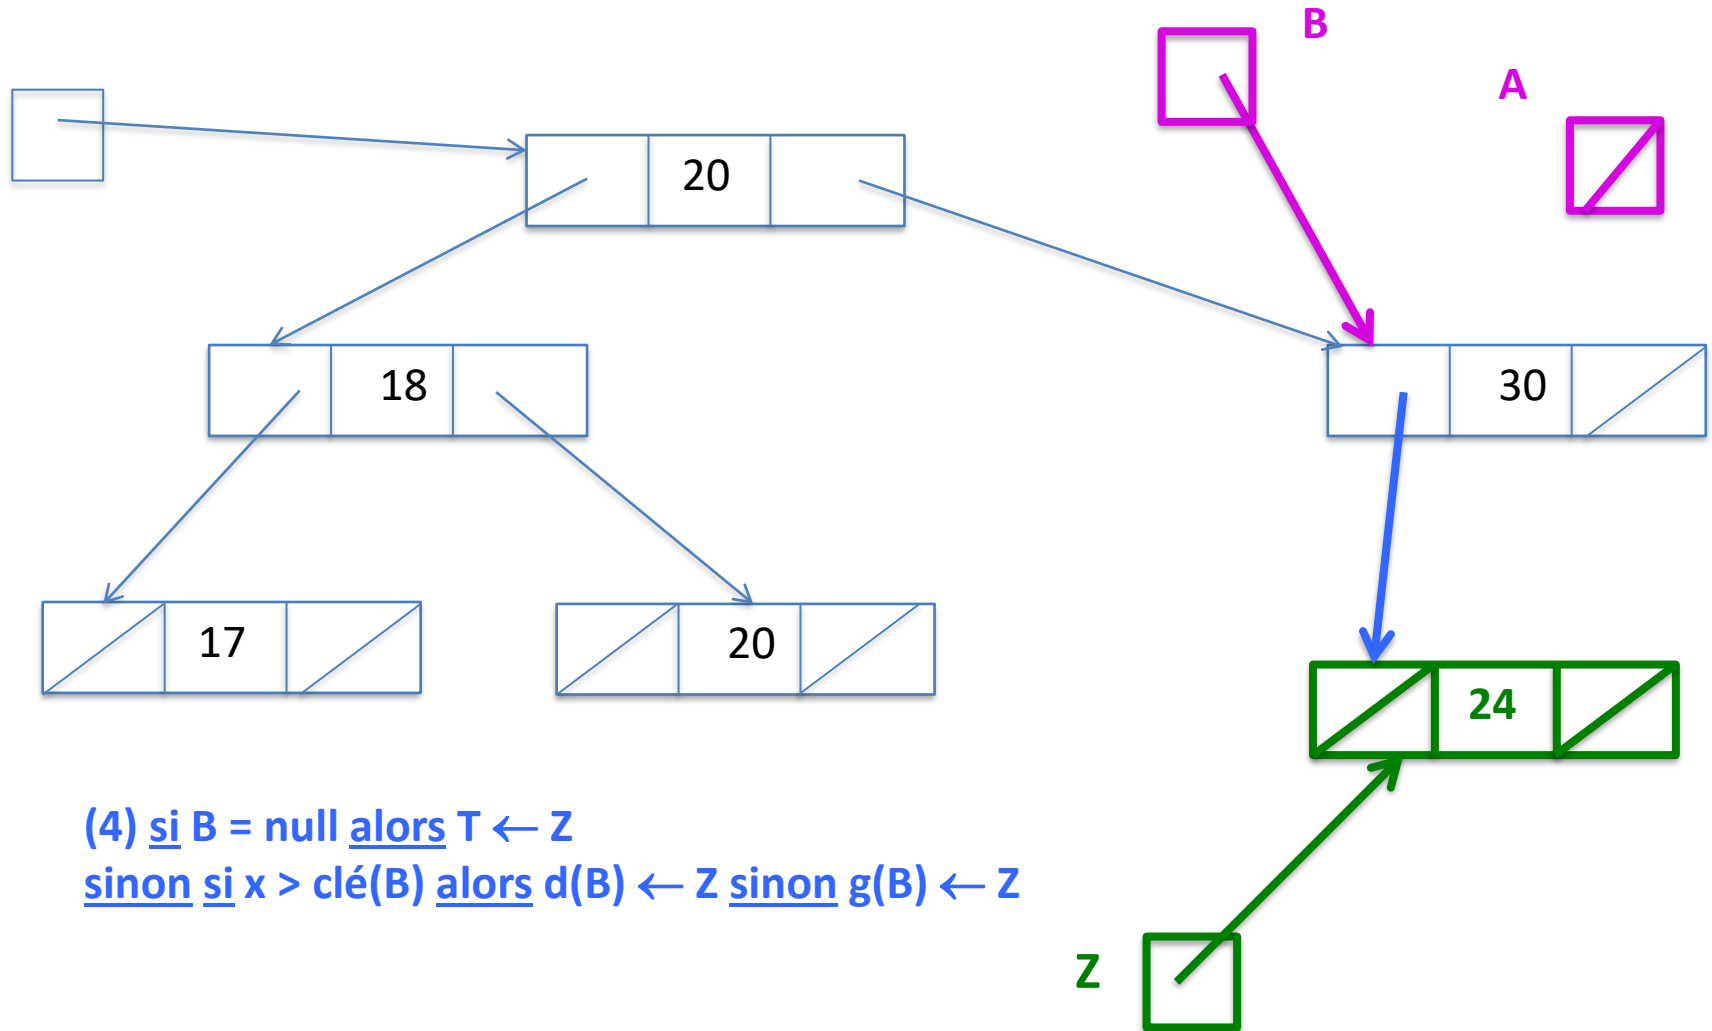 B
A
20
18
30
17
20
24
(4) si B = null alors T ← Z
sinon si x > clé(B) alors d(B) ← Z sinon g(B) ← Z
Z